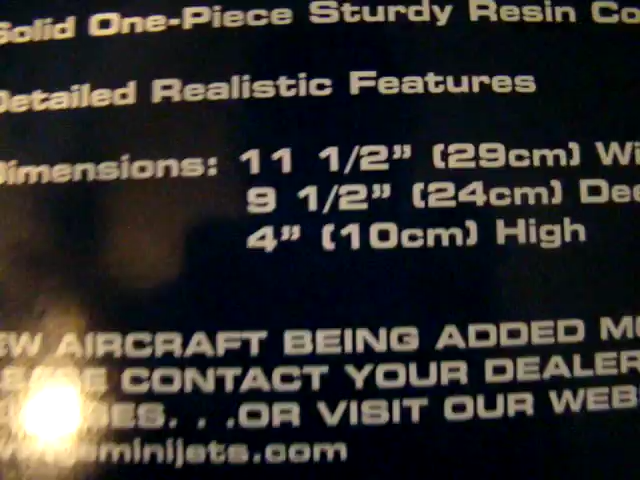 Solid One-Piece Sturdy Resin Co
Detailed Realistic Features
Dimensions: 11 1/2" (29cm) Wi
9 1/2" (24cm) Dee
4" (10cm) High
EW AIRCRAFT BEING ADDED M
CONTACT YOUR DEALER
. . .OR VISIT OUR WEB
minijets.com